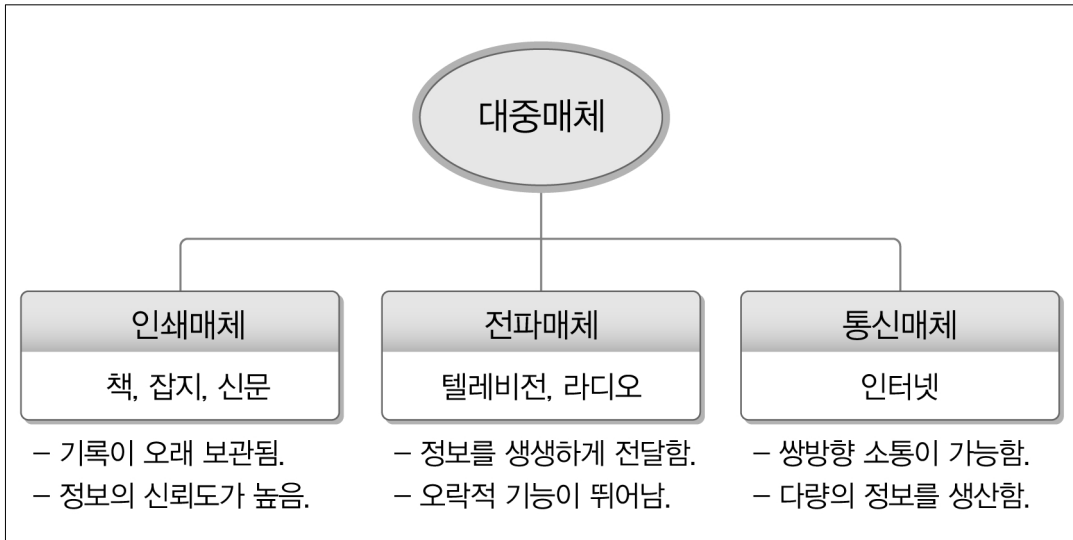 대중매체
인쇄매체
책, 잡지, 신문
– 기록이 오래 보관됨.
– 정보의 신뢰도가 높음.
전파매체
텔레비전, 라디오
– 정보를 생생하게 전달함.
– 오락적 기능이 뛰어남.
통신매체
인터넷
– 쌍방향 소통이 가능함.
– 다량의 정보를 생산함.